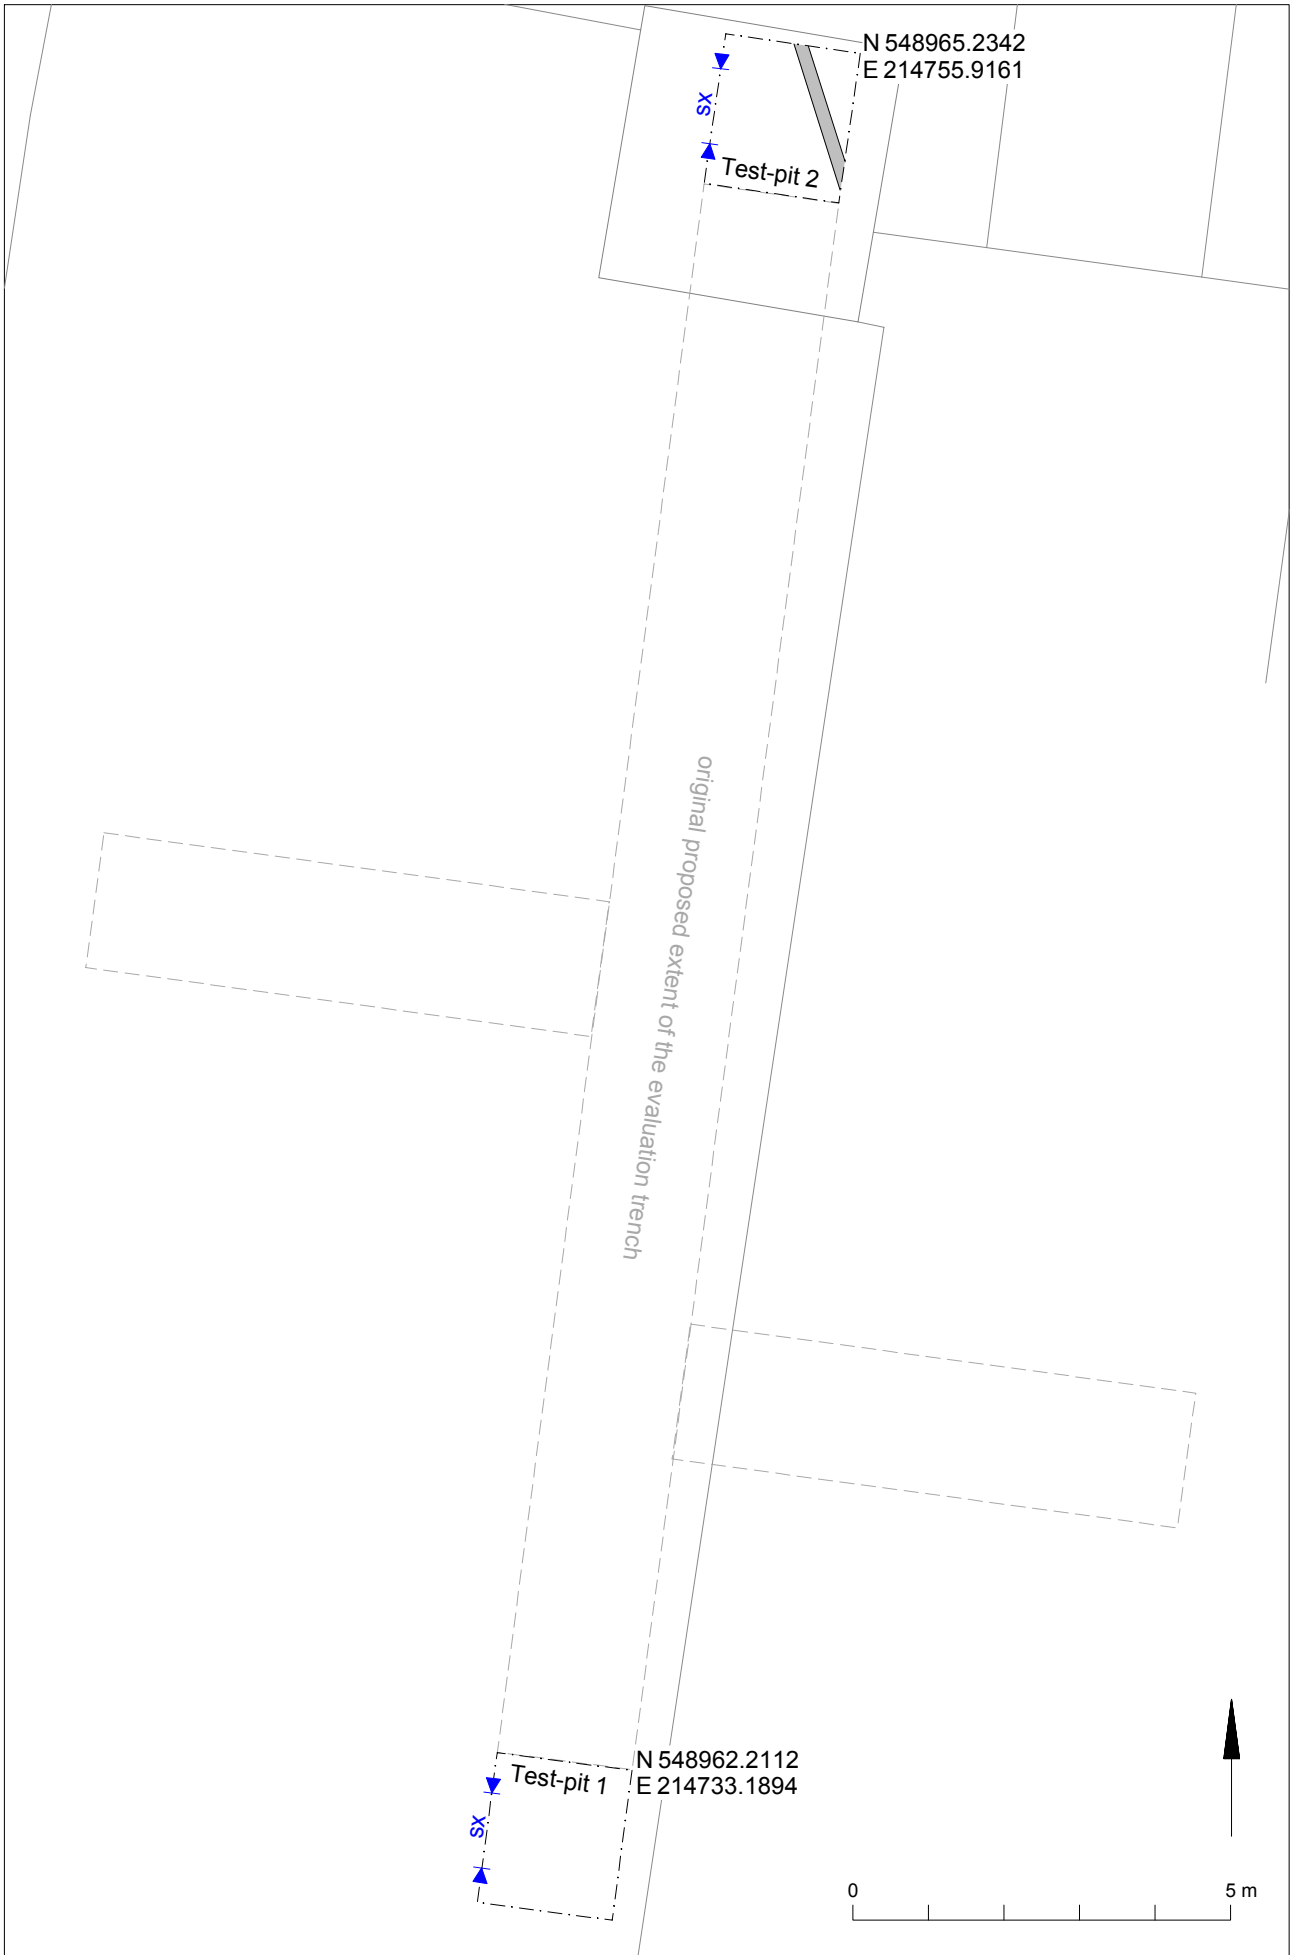 N 548965.2342
E 214755.9161
sx
Test-pit 2
original proposed extent of the evaluation trench
N 548962.2112
E 214733.1894
Test-pit 1
sx
0 5 m